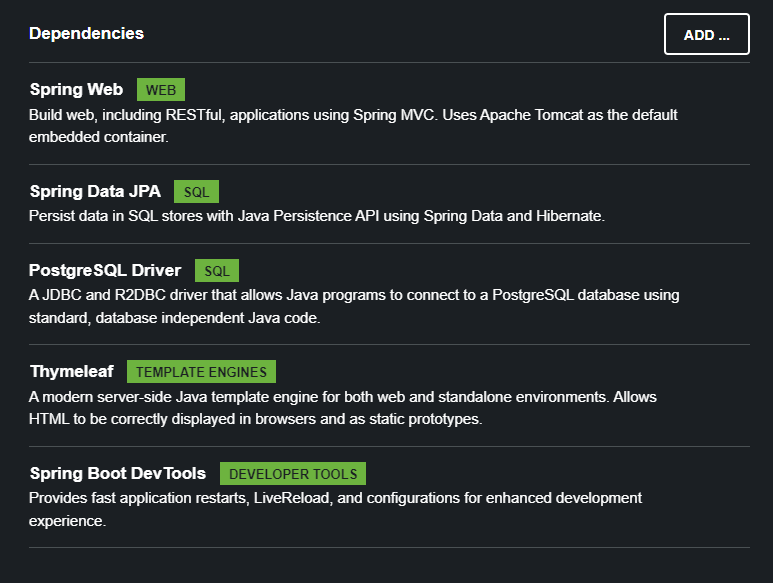 Dependencies
ADD ...
Spring Web WEB
Build web, including RESTful, applications using Spring MVC. Uses Apache Tomcat as the default
embedded container.
Spring Data JPA SQL
Persist data in SQL stores with Java Persistence API using Spring Data and Hibernate.
PostgreSQL Driver SQL
A JDBC and R2DBC driver that allows Java programs to connect to a PostgreSQL database using
standard, database independent Java code.
Thymeleaf TEMPLATE ENGINES
A modern server-side Java template engine for both web and standalone environments. Allows
HTML to be correctly displayed in browsers and as static prototypes.
Spring Boot DevTools DEVELOPER TOOLS
Provides fast application restarts, LiveReload, and configurations for enhanced development
experience.